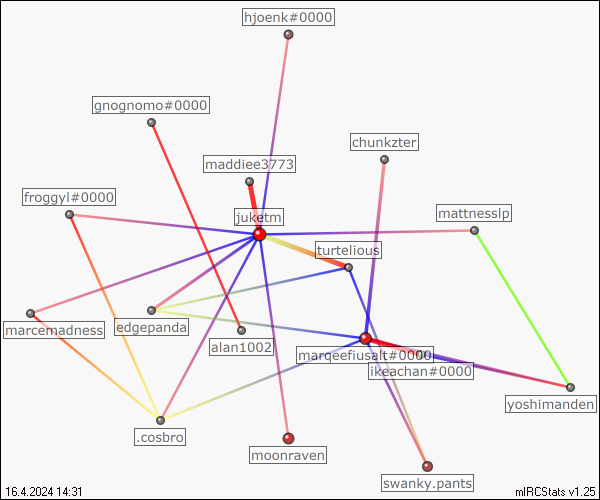 hjoenk#0000
gnognomo#0000
chunkzter
maddiee3773
froggyl#0000
juketm
mattnesslp
turtelious
marcemadness
edgepanda
alan1002
marqeefiusalt#0000
ikeachan#0000
yoshimanden
.cosbro
moonraven
swanky.pants
16.4.2024 14:31
mIRCStats v1.25